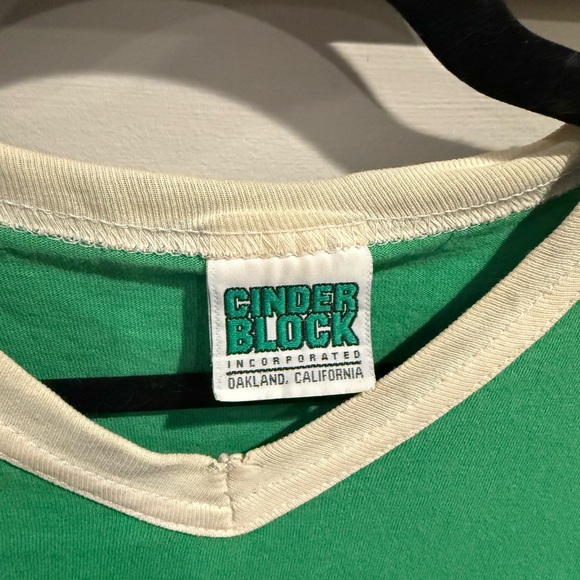 CINDER
BLOCK
INCORPORATED
OAKLAND, CALIFORNIA